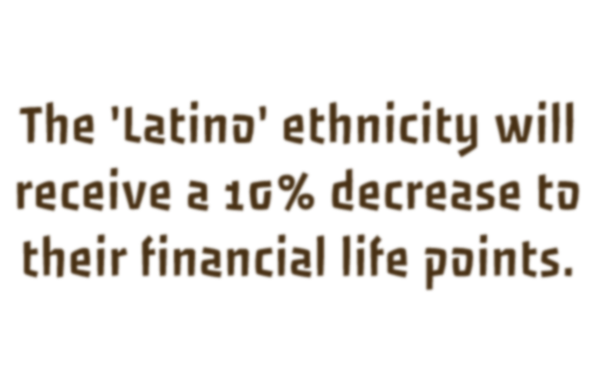 The 'Latino' ethnicity will
receive a 10% decrease to
their financial life points.